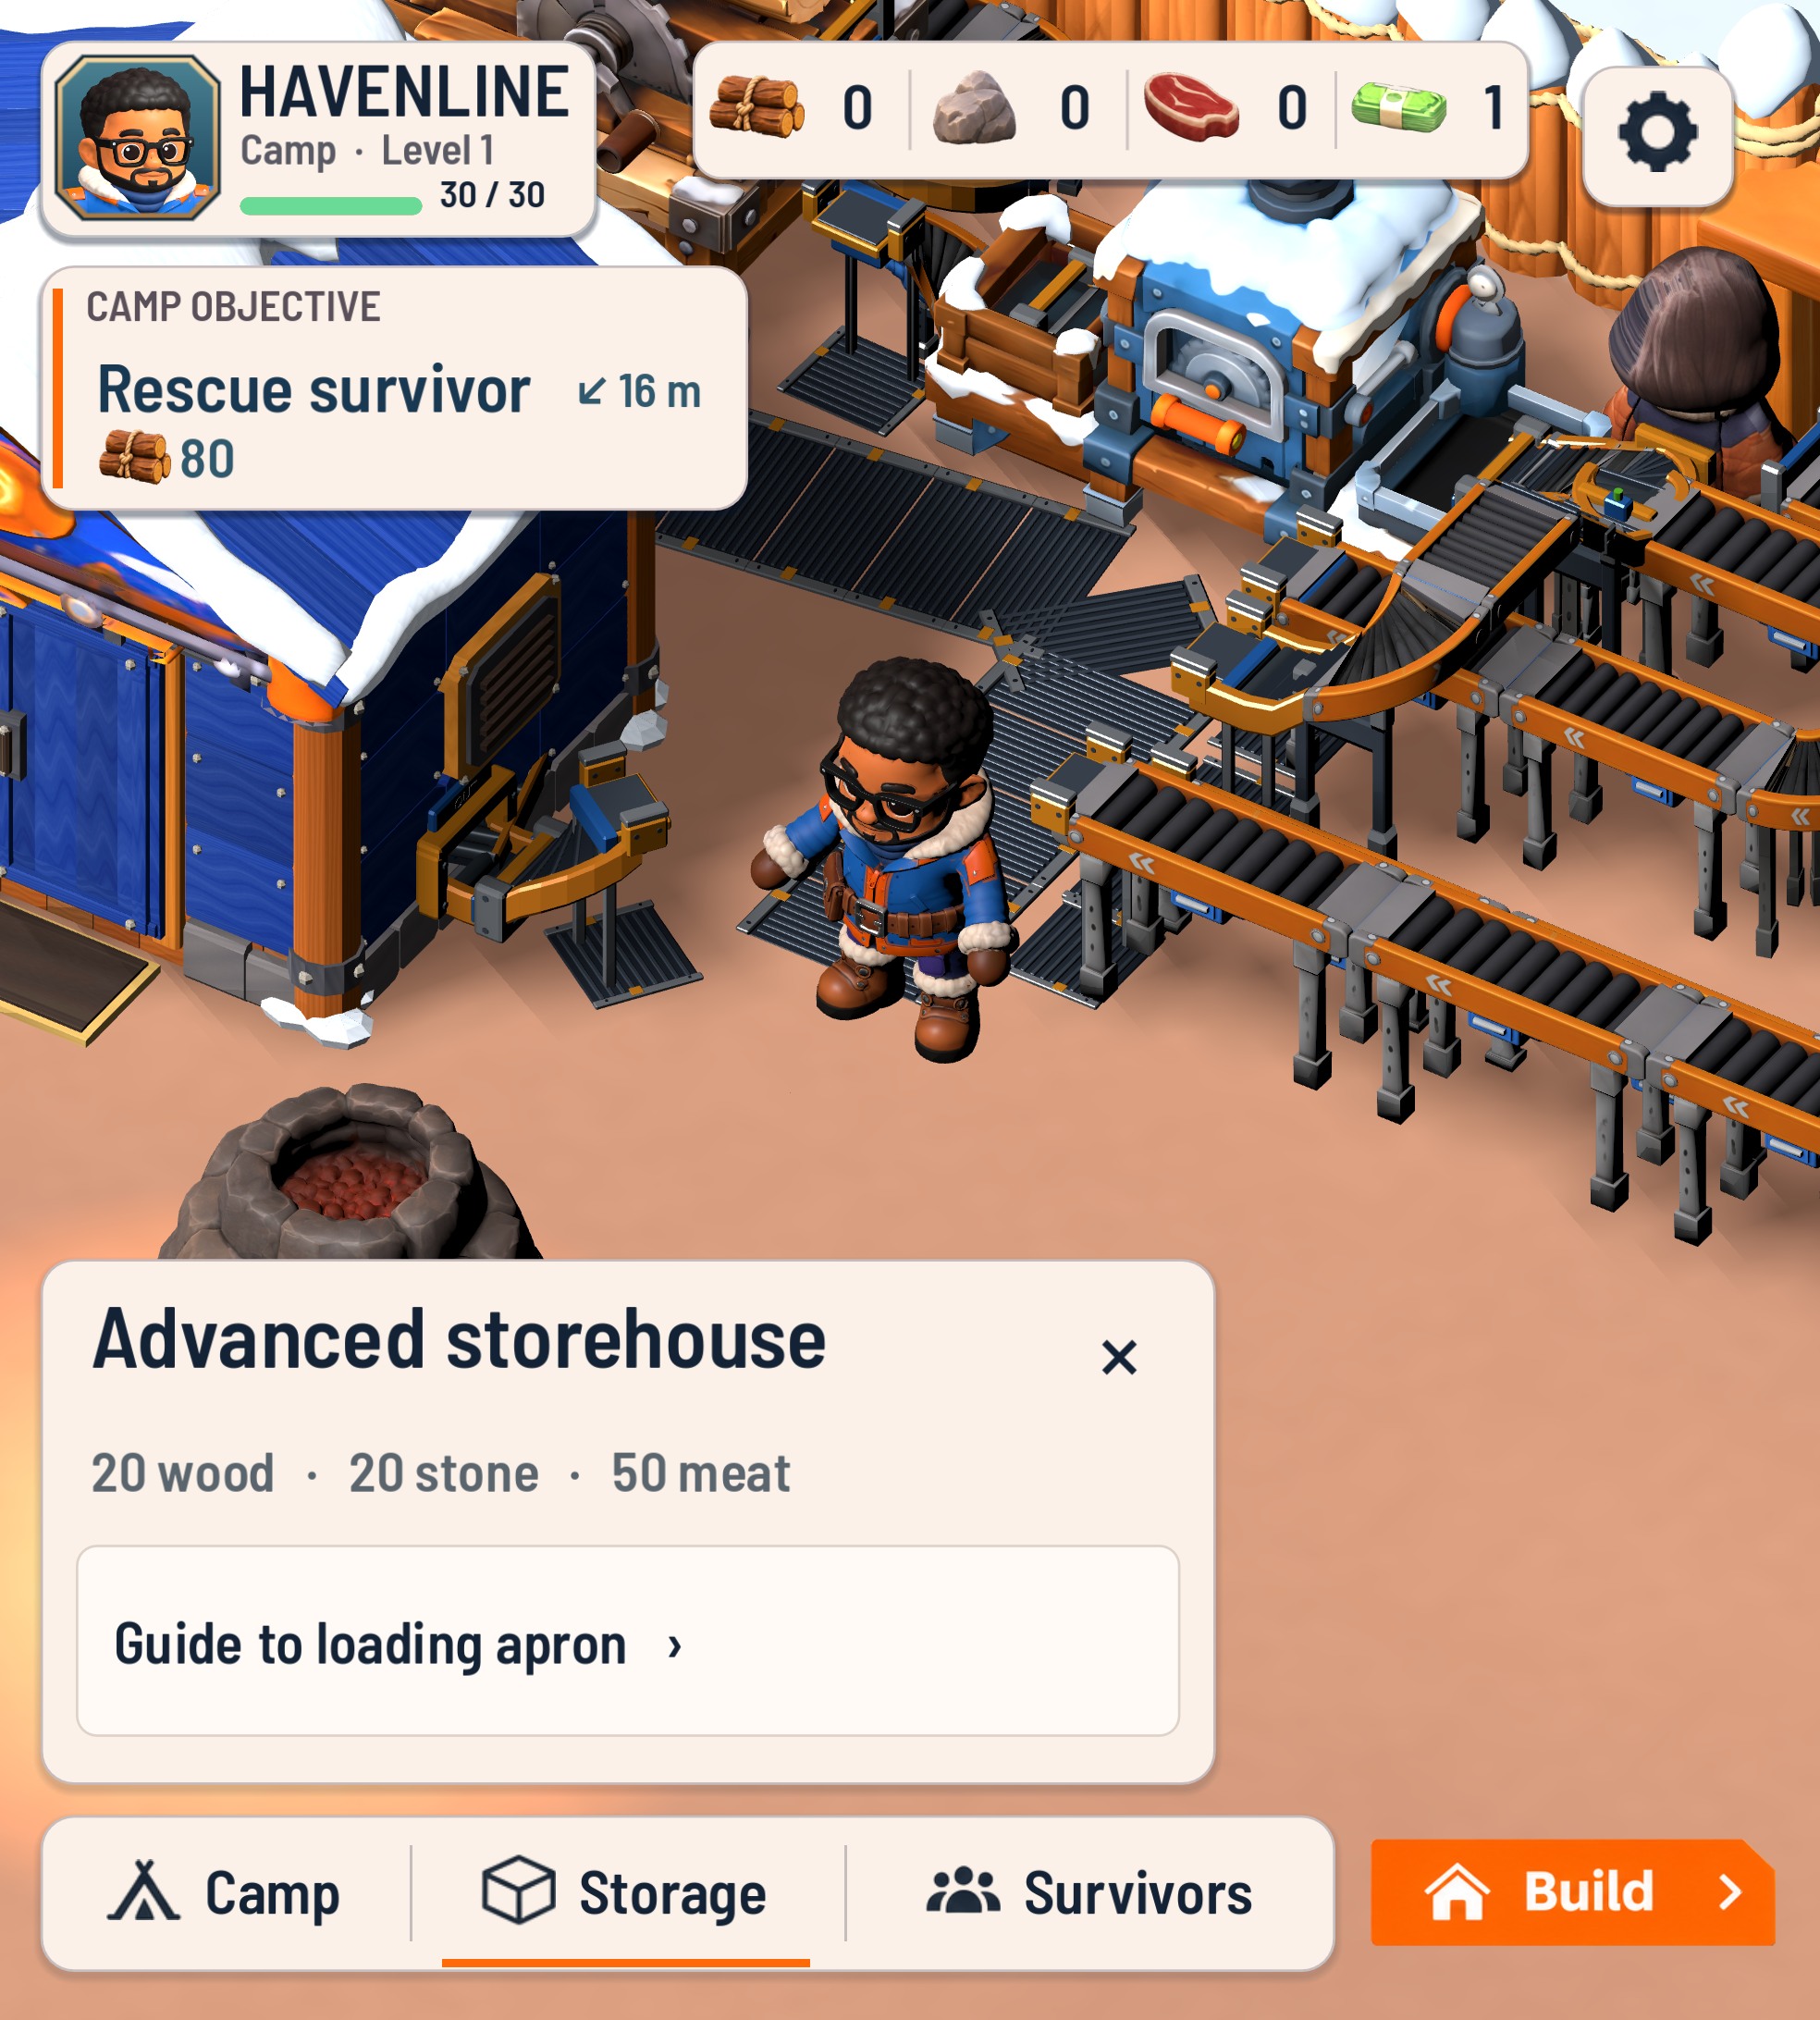 HAVENLINE
Camp · Level 1
30 / 30
0
0
0
1
CAMP OBJECTIVE
Rescue survivor ↙ 16 m
80
Advanced storehouse ×
20 wood · 20 stone · 50 meat
Guide to loading apron ›
Camp
Storage
Survivors
Build ›